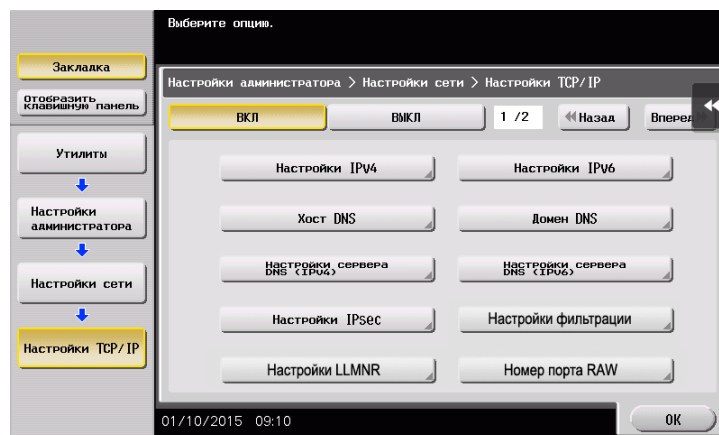 Выберите опцию.
Закладка
Отобразить
клавишную панель
Утилиты
Настройки
администратора
Настройки сети
Настройки TCP/IP
Настройки администратора > Настройки сети > Настройки TCP/IP
ВКЛ
ВЫКЛ
1 /2
Назад
Вперед
Настройки IPv4
Настройки IPv6
Хост DNS
Домен DNS
Настройки сервера
DNS (IPv4)
Настройки сервера
DNS (IPv6)
Настройки IPsec
Настройки фильтрации
Настройки LLMNR
Номер порта RAW
01/10/2015 09:10
OK